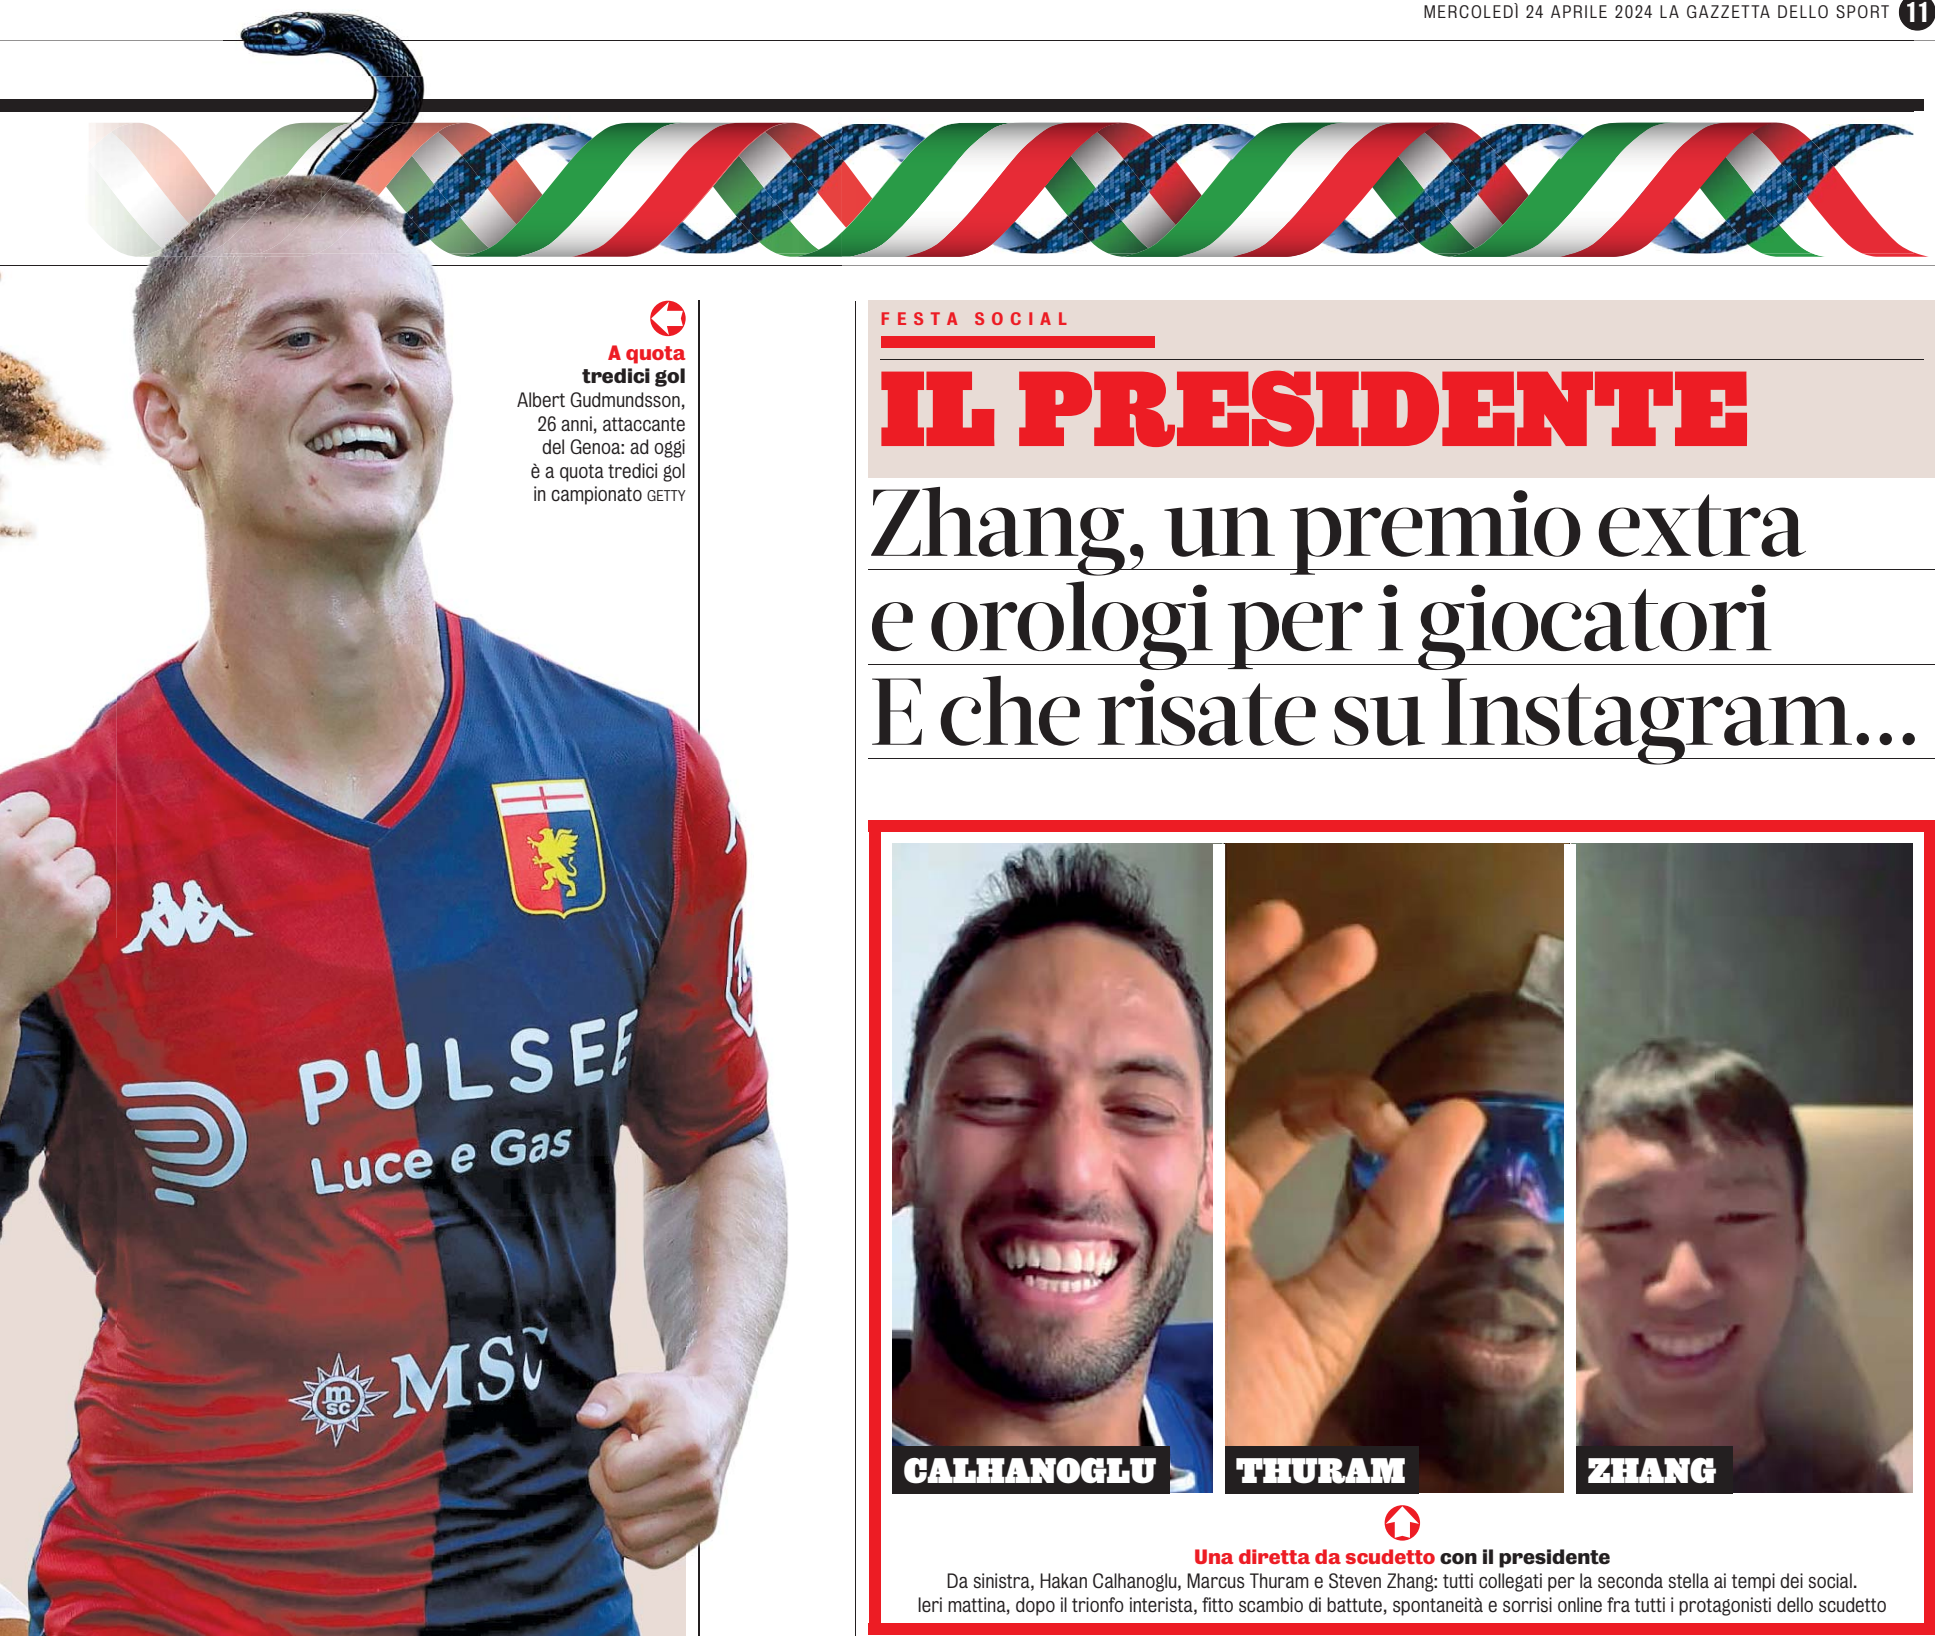 MERCOLEDÌ 24 APRILE 2024 LA GAZZETTA DELLO SPORT 11
A quota
tredici gol
Albert Gudmundsson,
26 anni, attaccante
del Genoa: ad oggi
è a quota tredici gol
in campionato GETTY
PULSEE
Luce e Gas
m
sc
MSC
FESTA SOCIAL
IL PRESIDENTE
Zhang, un premio extra
e orologi per i giocatori
E che risate su Instagram...
CALHANOGLU
THURAM
ZHANG
Una diretta da scudetto con il presidente
Da sinistra, Hakan Calhanoglu, Marcus Thuram e Steven Zhang: tutti collegati per la seconda stella ai tempi dei social.
Ieri mattina, dopo il trionfo interista, fitto scambio di battute, spontaneità e sorrisi online fra tutti i protagonisti dello scudetto